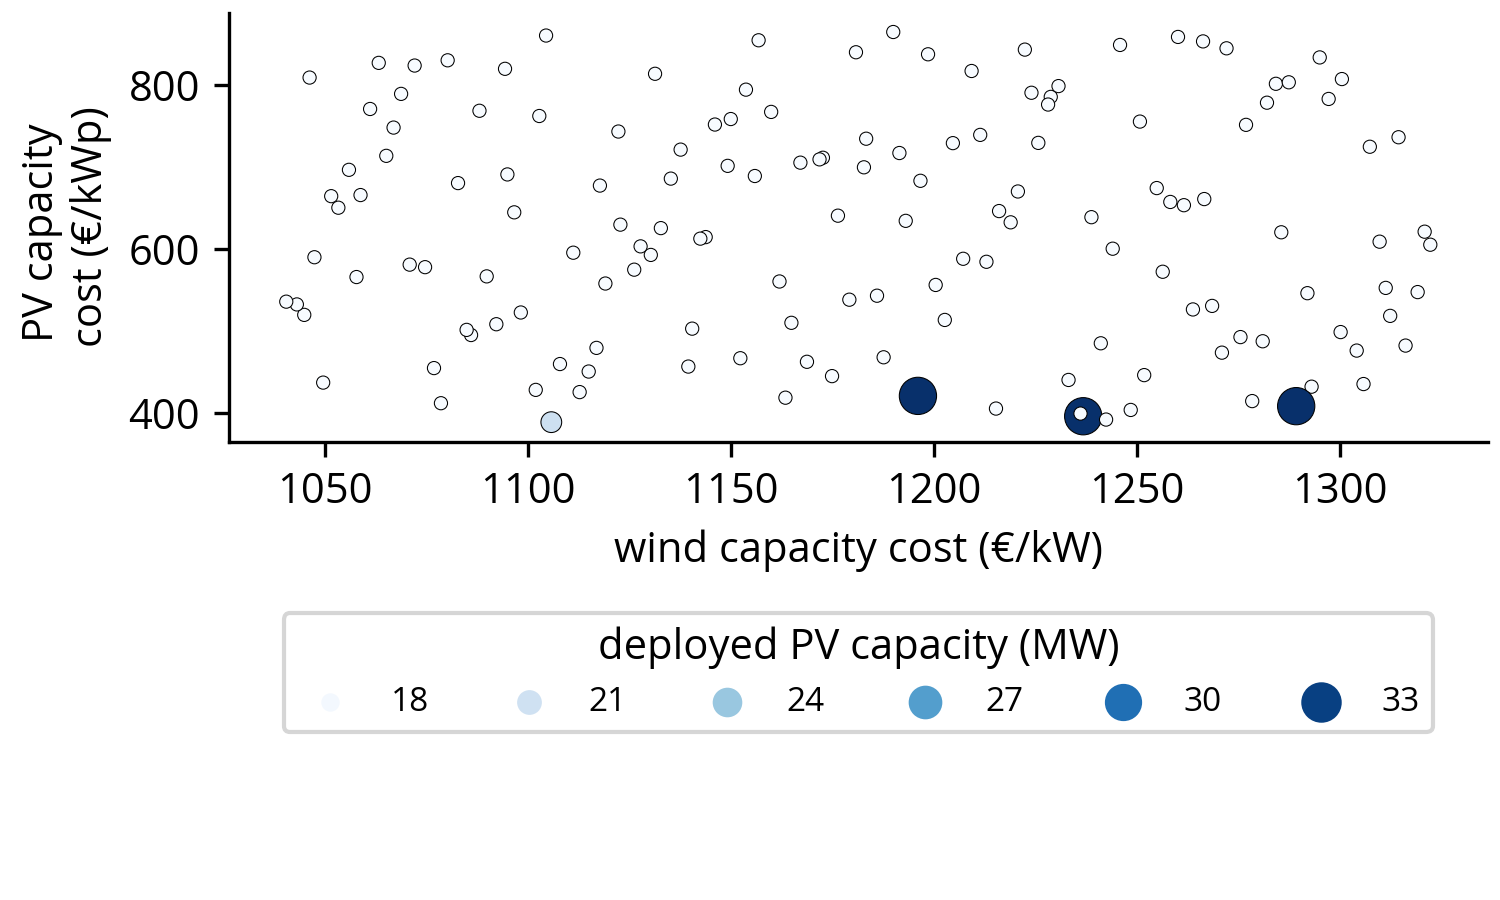 PV capacity
cost (€/kWp)
800
600
400
1050 1100 1150 1200 1250 1300
wind capacity cost (€/kW)
deployed PV capacity (MW)
18 21 24 27 30 33